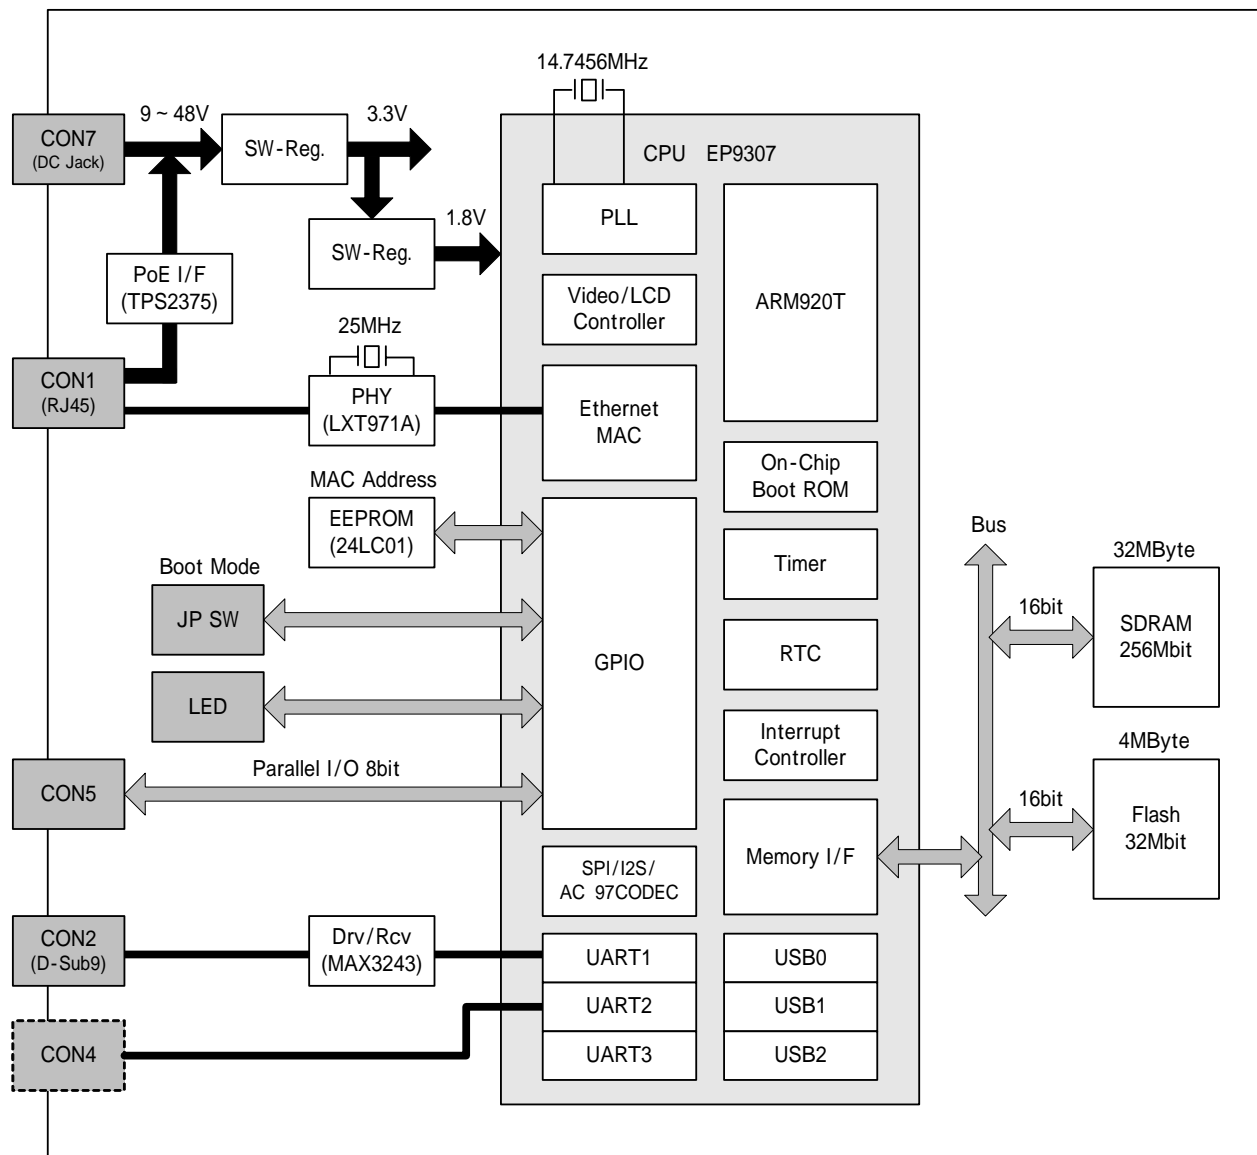 14.7456MHz
CON7
(DC Jack)
9 ~ 48V
SW-Reg.
3.3V
CPU EP9307
PLL
ARM920T
SW-Reg.
1.8V
PoE I/F
(TPS2375)
Video/LCD
Controller
25MHz
CON1
(RJ45)
PHY
(LXT971A)
Ethernet
MAC
On-Chip
Boot ROM
MAC Address
EEPROM
(24LC01)
Bus
Timer
32MByte
Boot Mode
JP SW
16bit
SDRAM
256Mbit
GPIO
RTC
LED
Interrupt
Controller
4MByte
Parallel I/O 8bit
CON5
16bit
Flash
32Mbit
Memory I/F
SPI/I2S/
AC 97CODEC
CON2
(D-Sub9)
Drv/Rcv
(MAX3243)
UART1
USB0
UART2
USB1
CON4
UART3
USB2